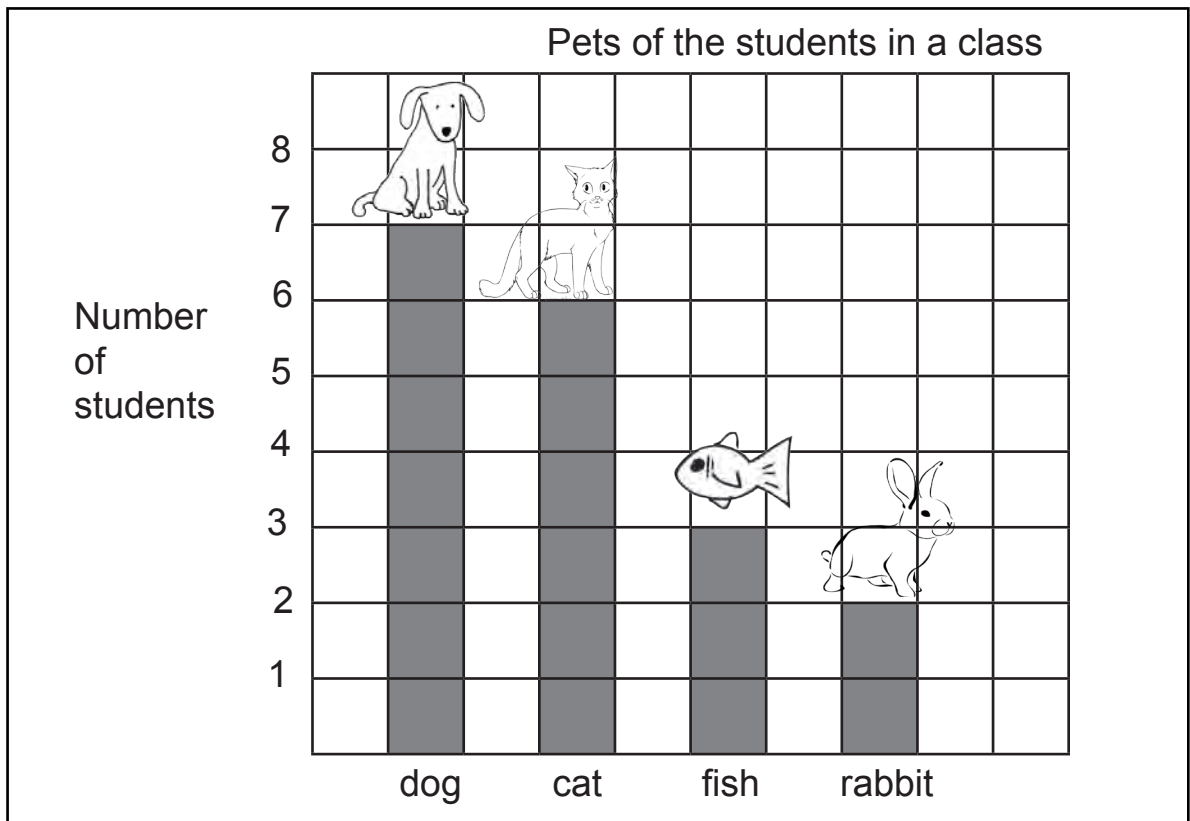 Pets of the students in a class
8
7
6
5
4
3
2
1
Number
of
students
dog cat fish rabbit